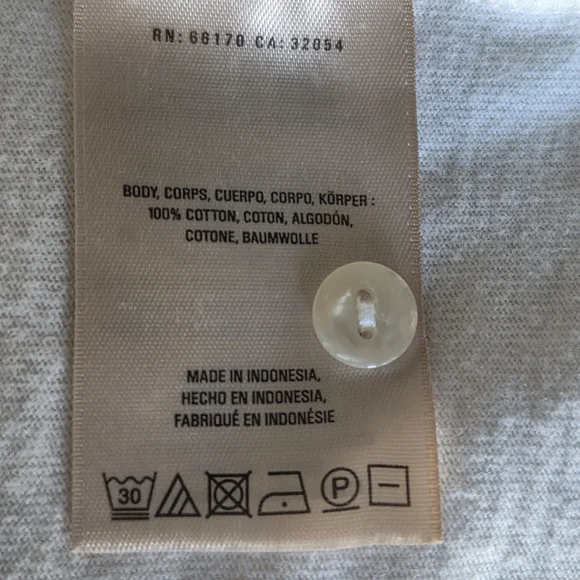 RN: 66170 CA: 32054
BODY, CORPS, CUERPO, CORPO, KÖRPER :
100% COTTON, COTON, ALGODÓN,
COTONE, BAUMWOLLE
MADE IN INDONESIA,
HECHO EN INDONESIA,
FABRIQUÉ EN INDONÉSIE
30 P